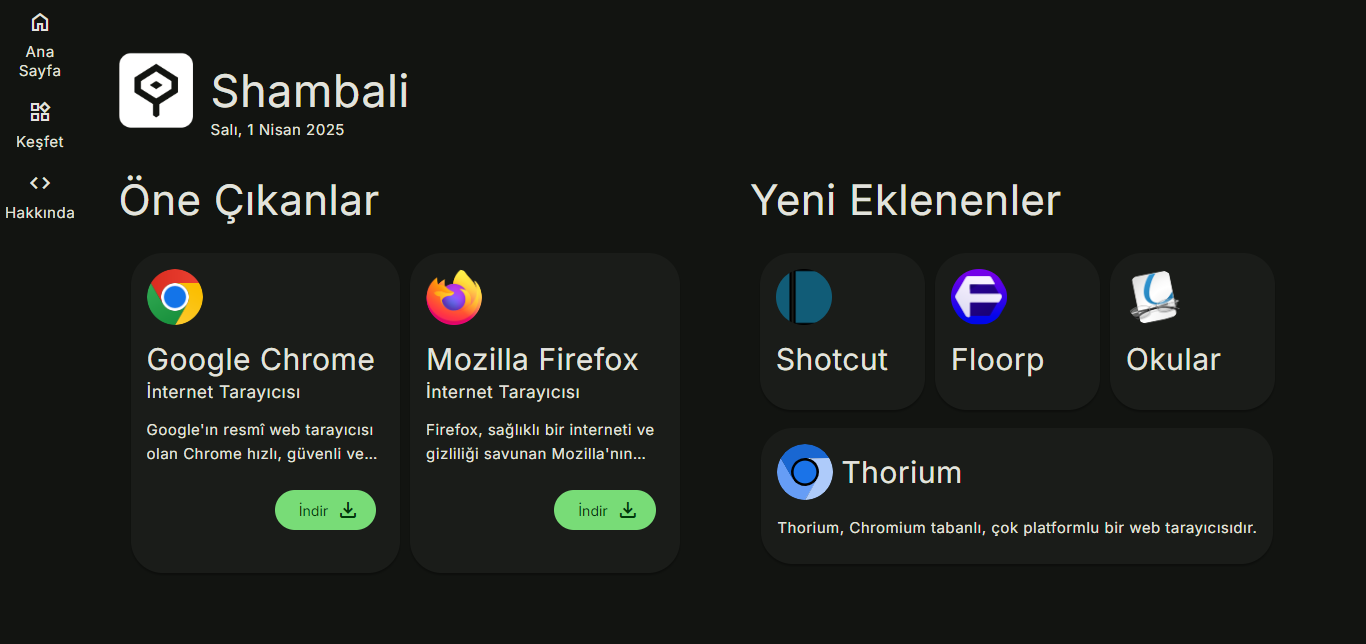 Ana
Sayfa
Keşfet
Hakkında
Shambali
Salı, 1 Nisan 2025
Öne Çıkanlar
Google Chrome
İnternet Tarayıcısı
Google'ın resmî web tarayıcısı
olan Chrome hızlı, güvenli ve...
İndir
Mozilla Firefox
İnternet Tarayıcısı
Firefox, sağlıklı bir interneti ve
gizliliği savunan Mozilla'nın...
İndir
Yeni Eklenenler
Shotcut
Floorp
Okular
Thorium
Thorium, Chromium tabanlı, çok platformlu bir web tarayıcısıdır.